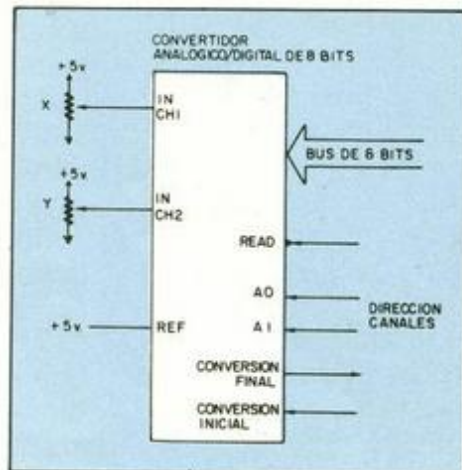 CONVERTIDOR
ANALOGICO/DIGITAL DE 8 BITS
+5v
X
IN
CH1
BUS DE 6 BITS
+5v
Y
IN
CH2
READ
A0
DIRECCION
CANALES
A1
+5v
REF
CONVERSION
FINAL
CONVERSION
INICIAL